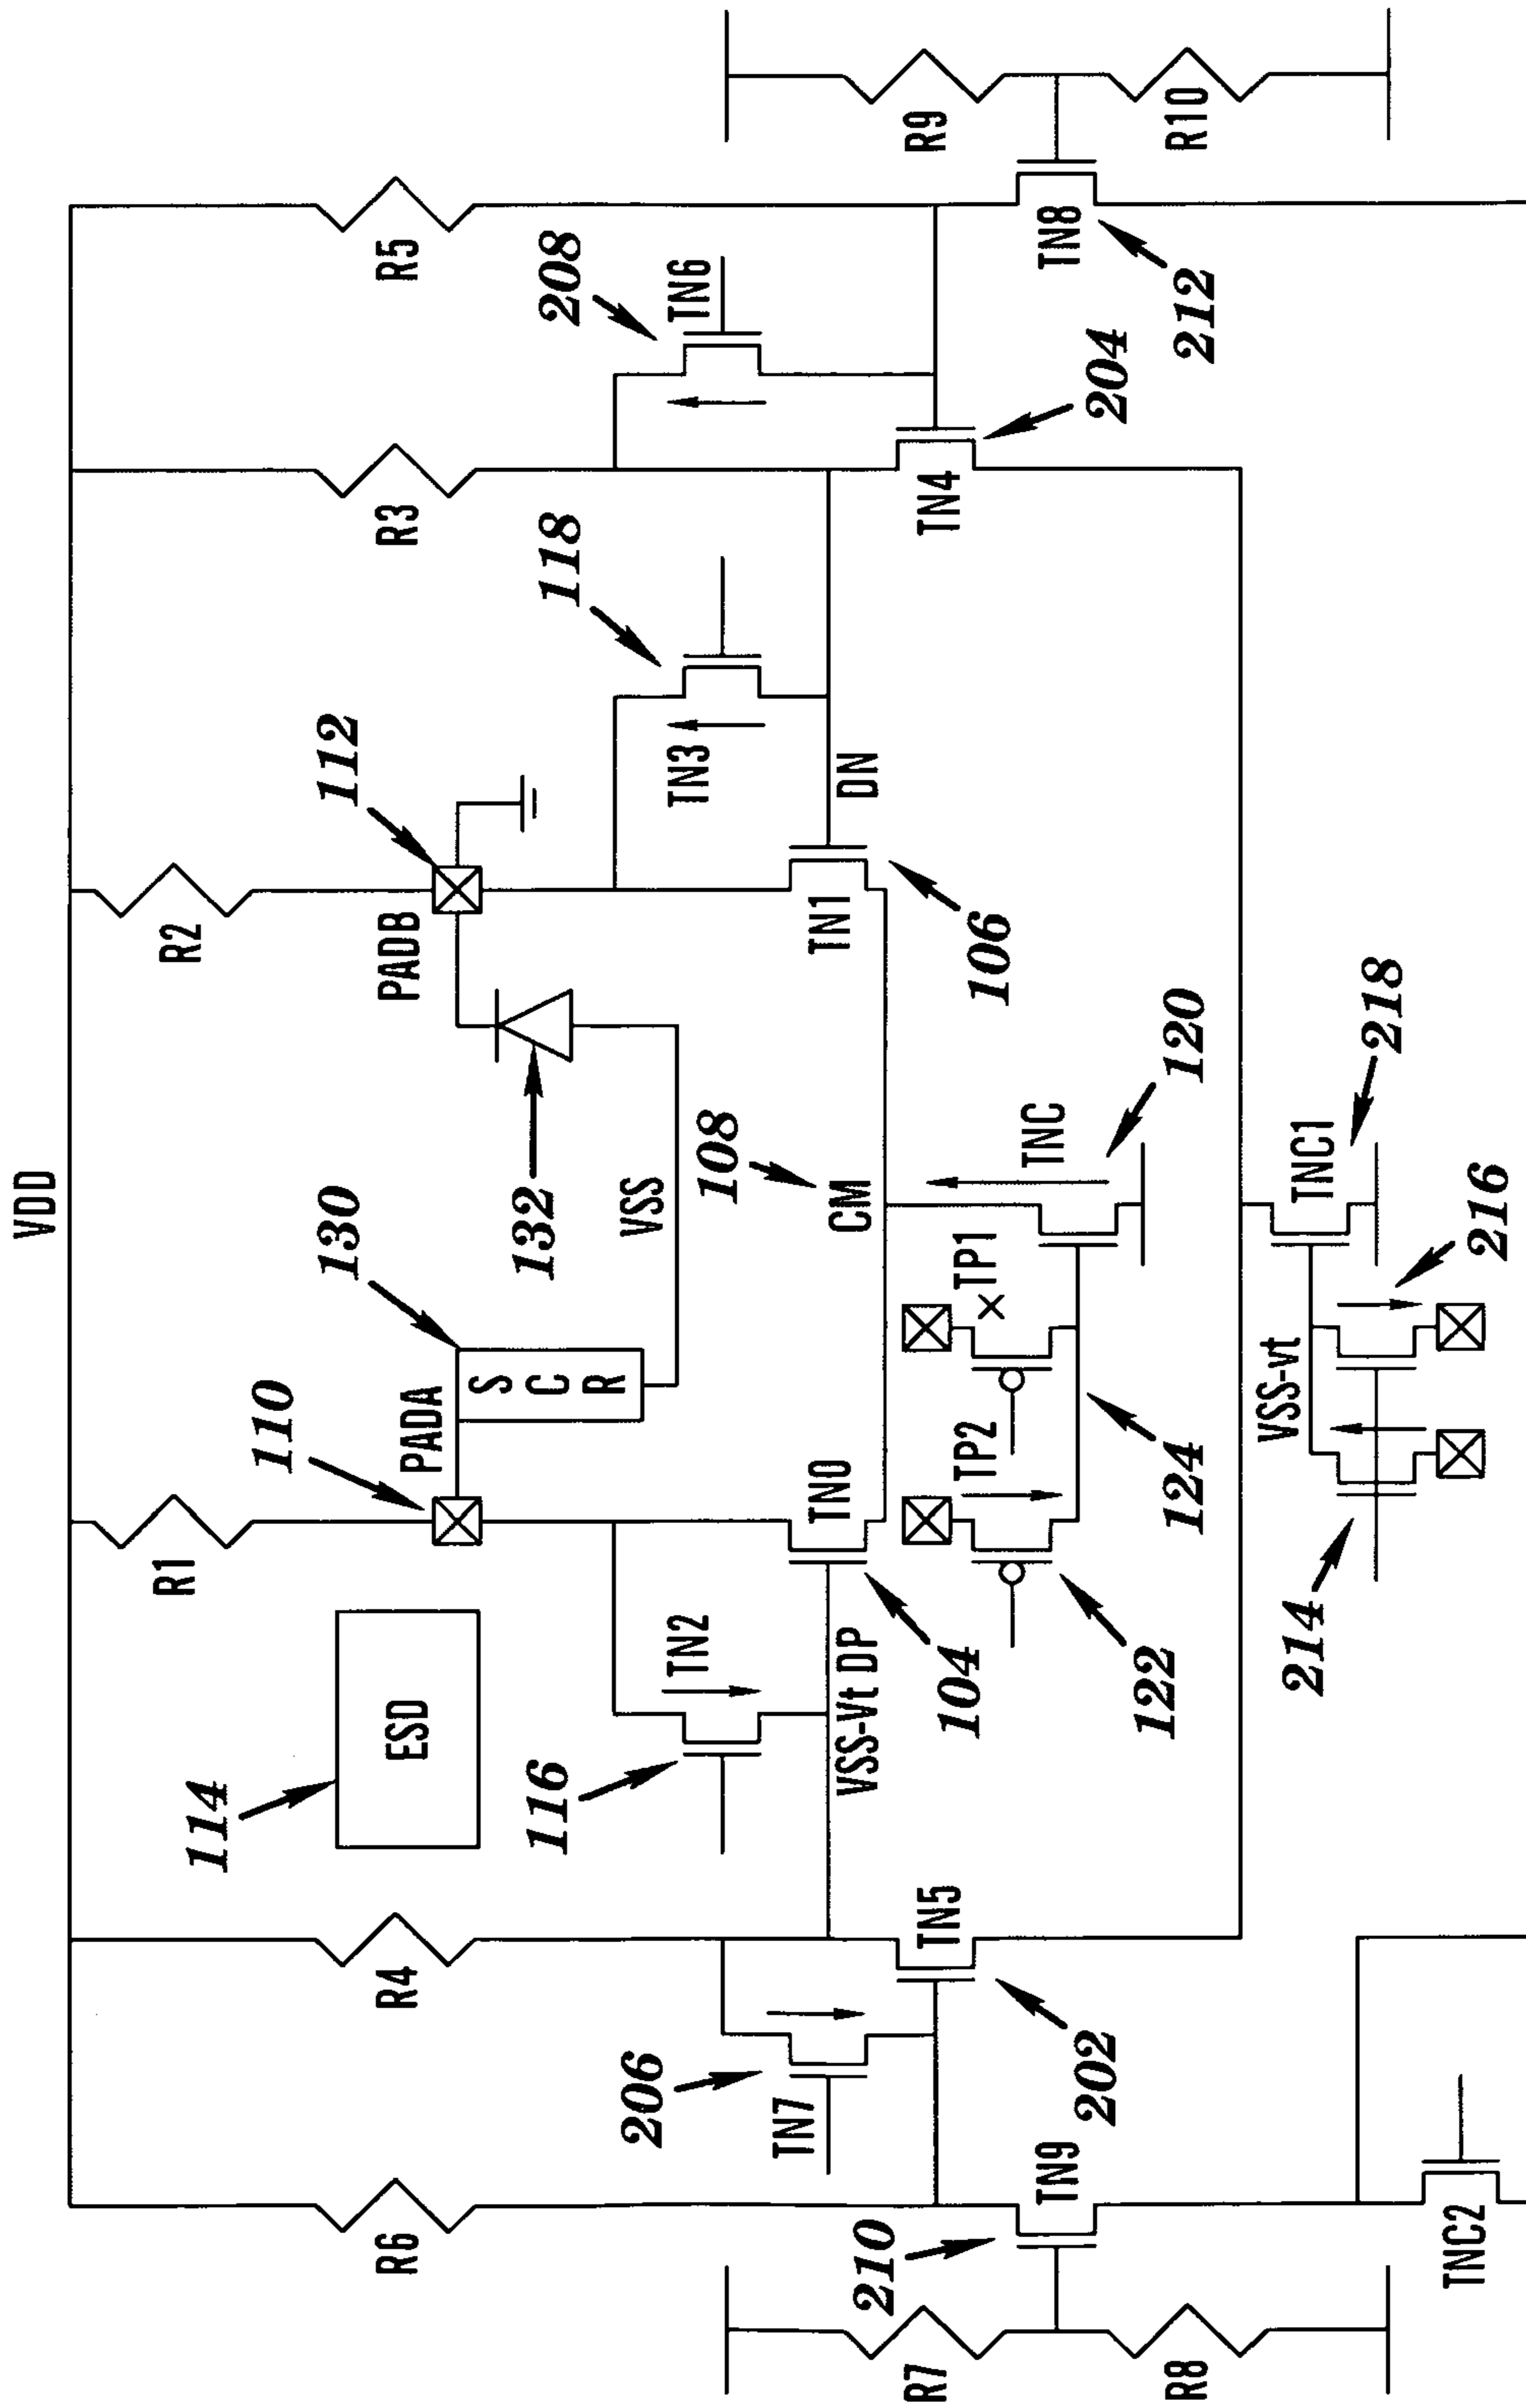 VDD
R6
R4
R1
R2
R3
R5
114
ESD
110
PADA
130
SCR
132
VSS
PADB
112
118
208
206
TN7
116
TN2
TN3
TN6
VSS-Vt DP
TN0
108
CM
TN1
DN
R7
210
TN9
TN5
202
104
TP2
TP1
TNC
106
TN4
204
TN8
R9
R8
122
124
120
212
R10
TNC2
214
VSS-vt
TNC1
216
218